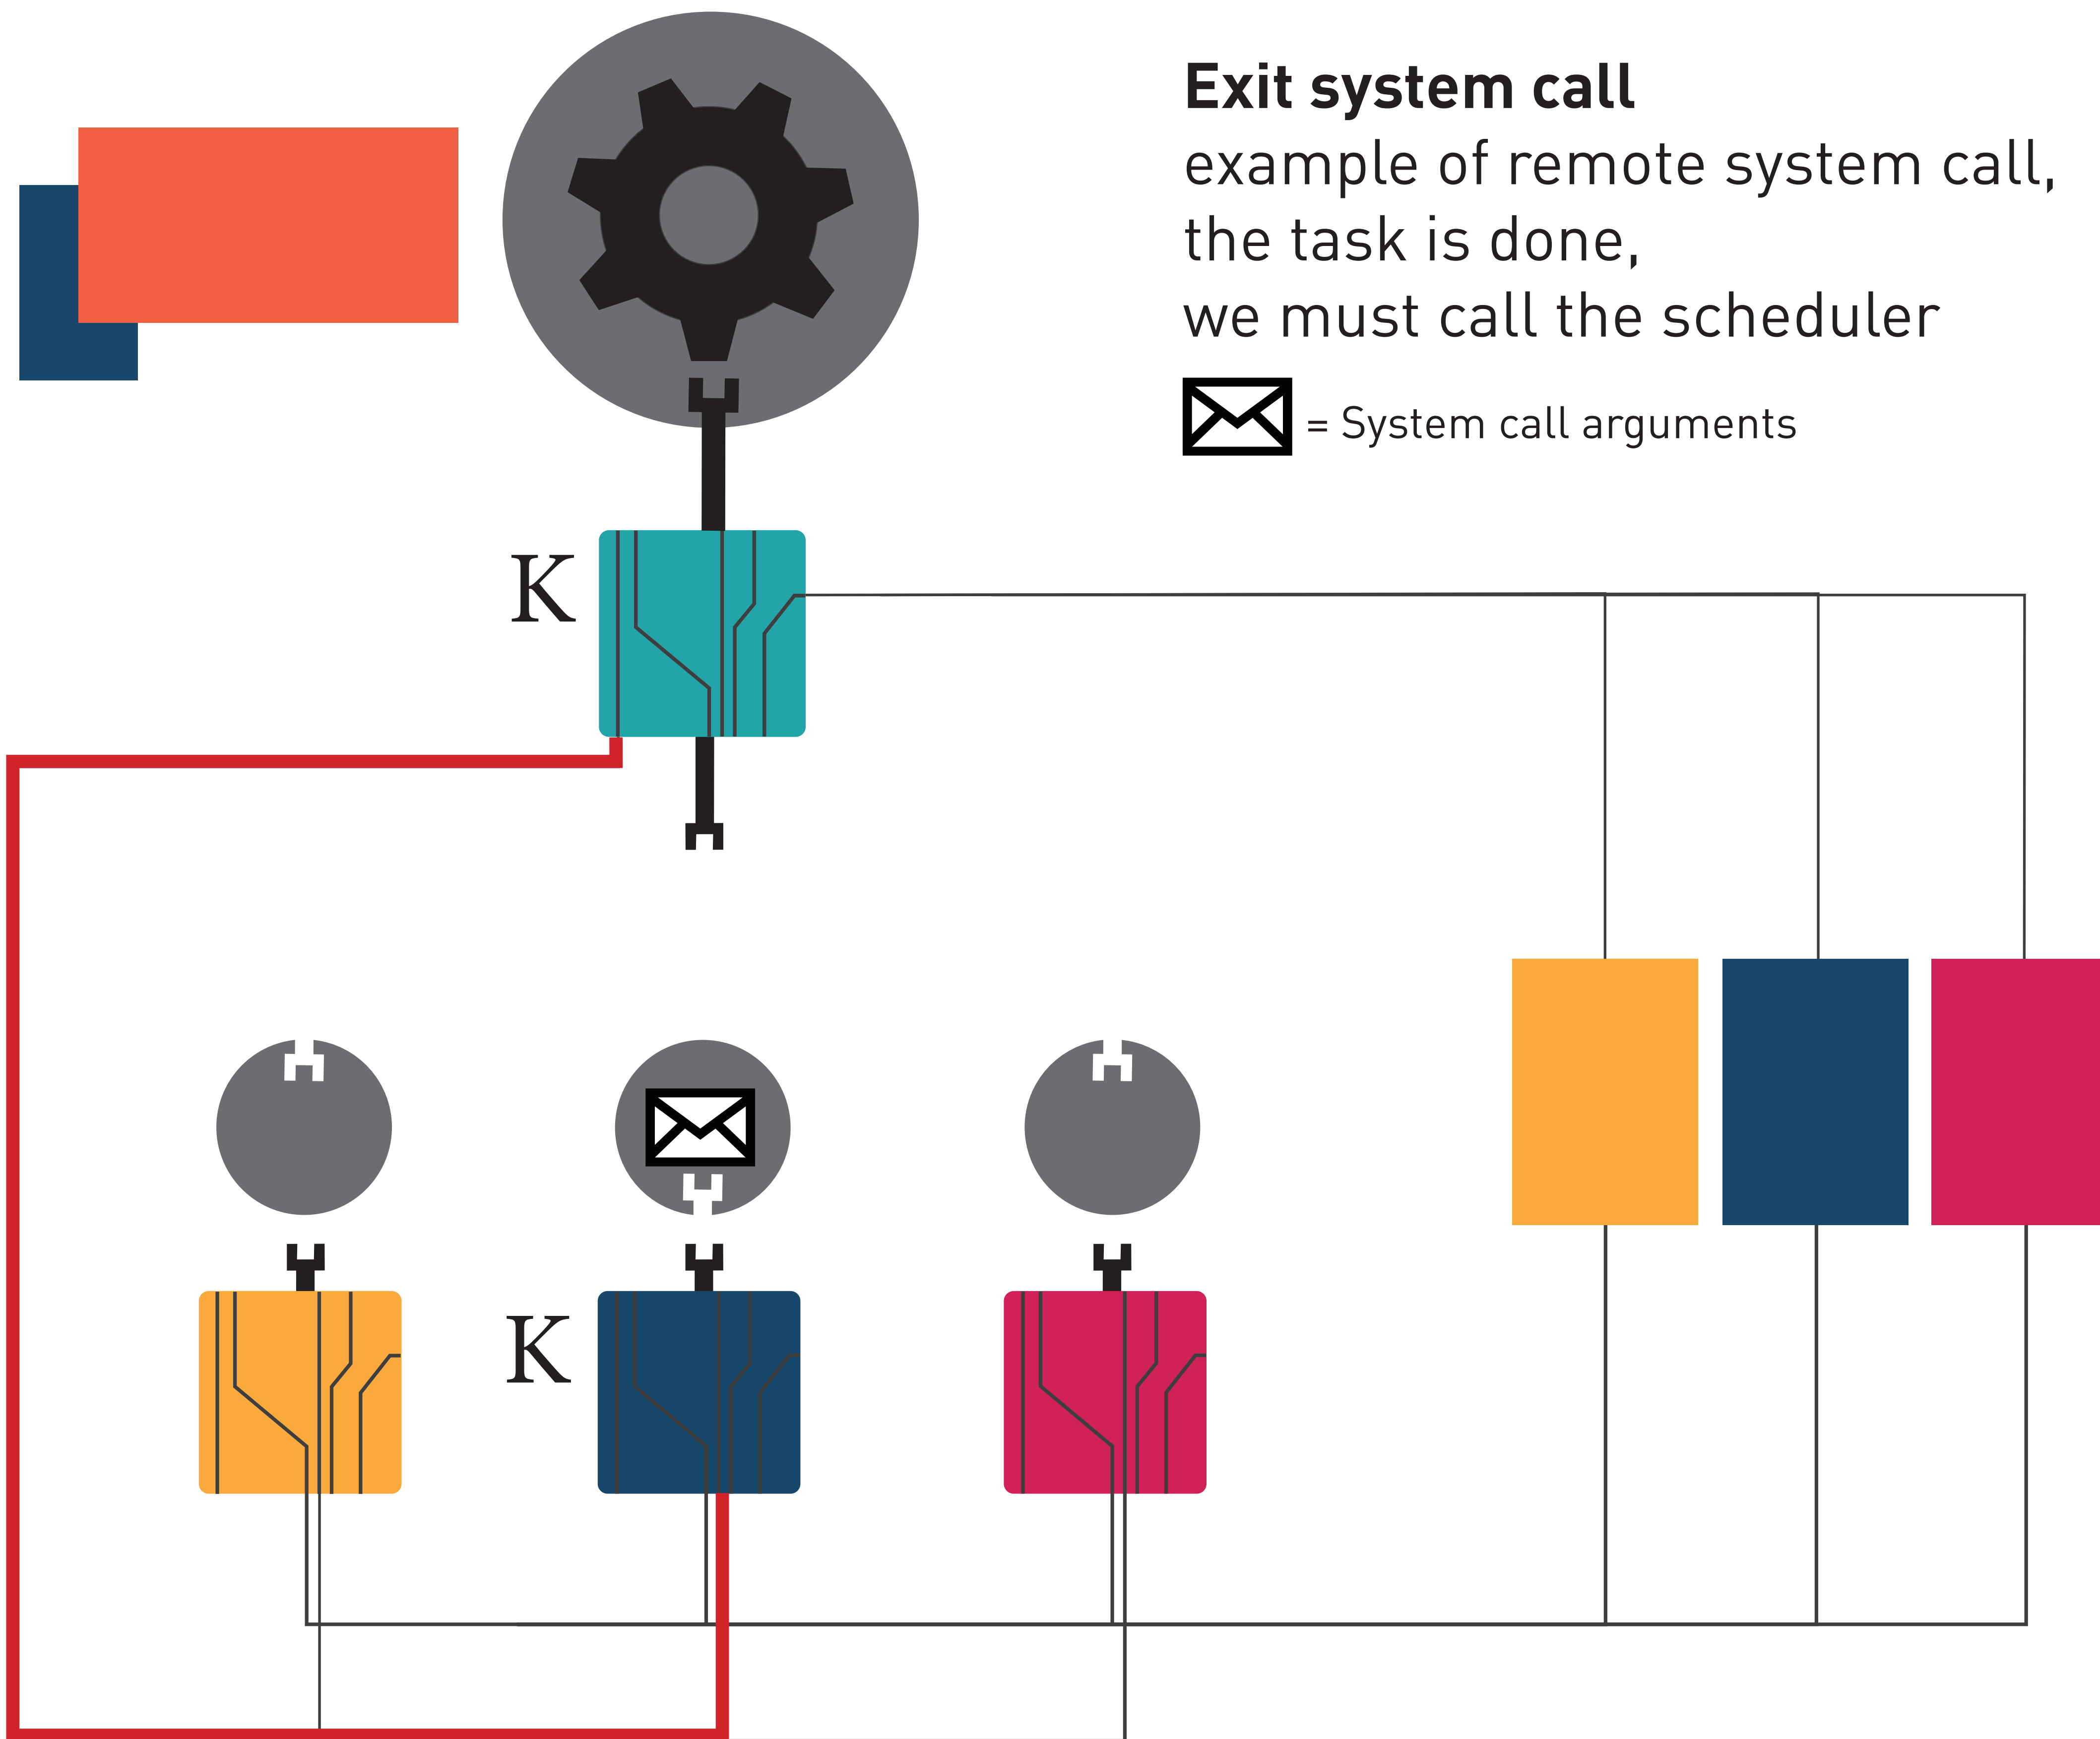 Exit system call
example of remote system call,
the task is done,
we must call the scheduler
= System call arguments
K
K